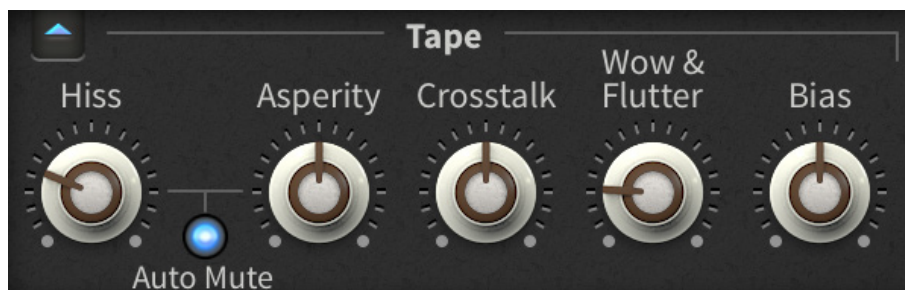 Tape
Hiss
Asperity
Crosstalk
Wow &
Flutter
Bias
Auto Mute